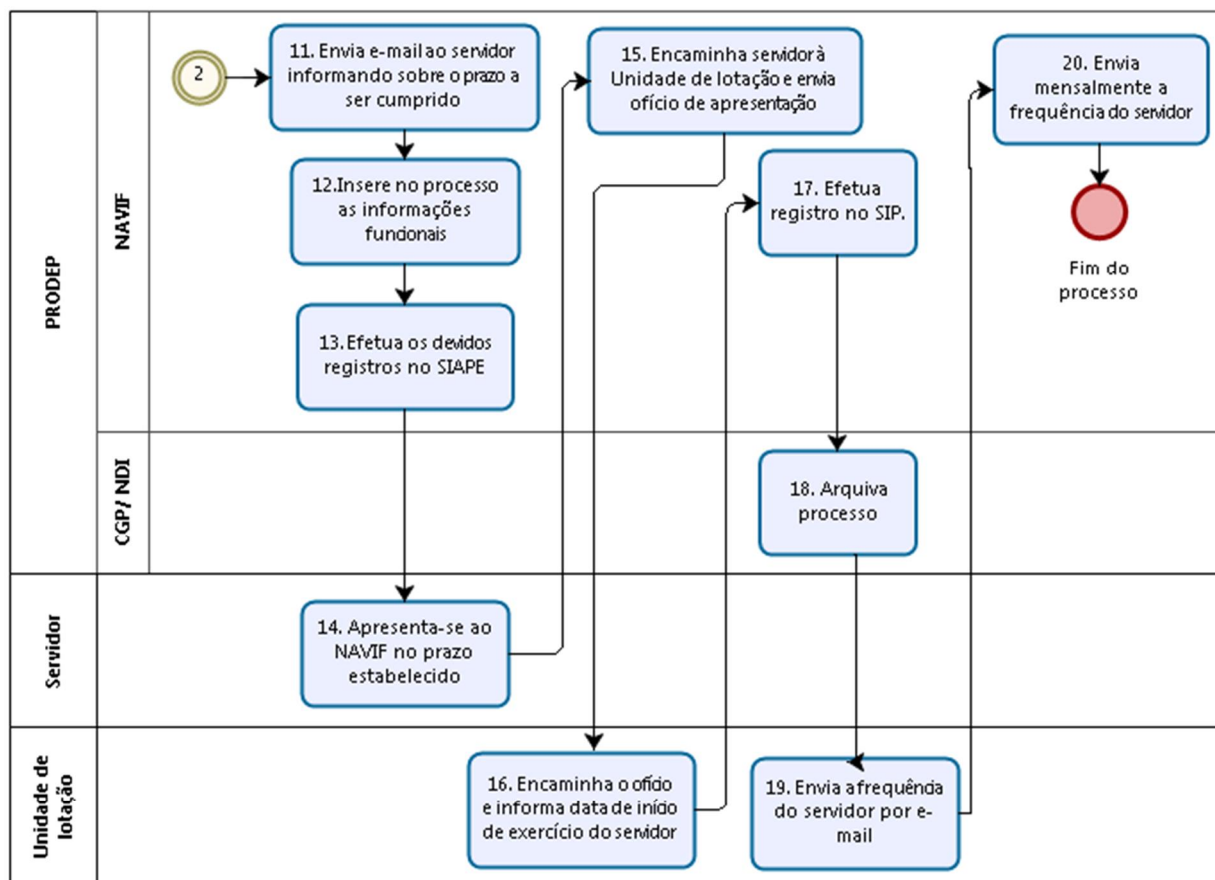 PRODEP
NAVIF
2
11. Envia e-mail ao servidor
informando sobre o prazo a
ser cumprido
12.Insere no processo
as informações
funcionais
13.Efetua os devidos
registros no SIAPE
15. Encaminha servidor à
Unidade de lotação e envia
ofício de apresentação
17. Efetua
registro no SIP.
20. Envia
mensalmente a
frequência do servidor
Fim do
processo
CGP/ NDI
18. Arquiva
processo
Servidor
14. Apresenta-se ao
NAVIF no prazo
estabelecido
Unidade de
lotação
16. Encaminha o ofício
e informa data de início
de exercício do servidor
19. Envia a frequência
do servidor por e-
mail